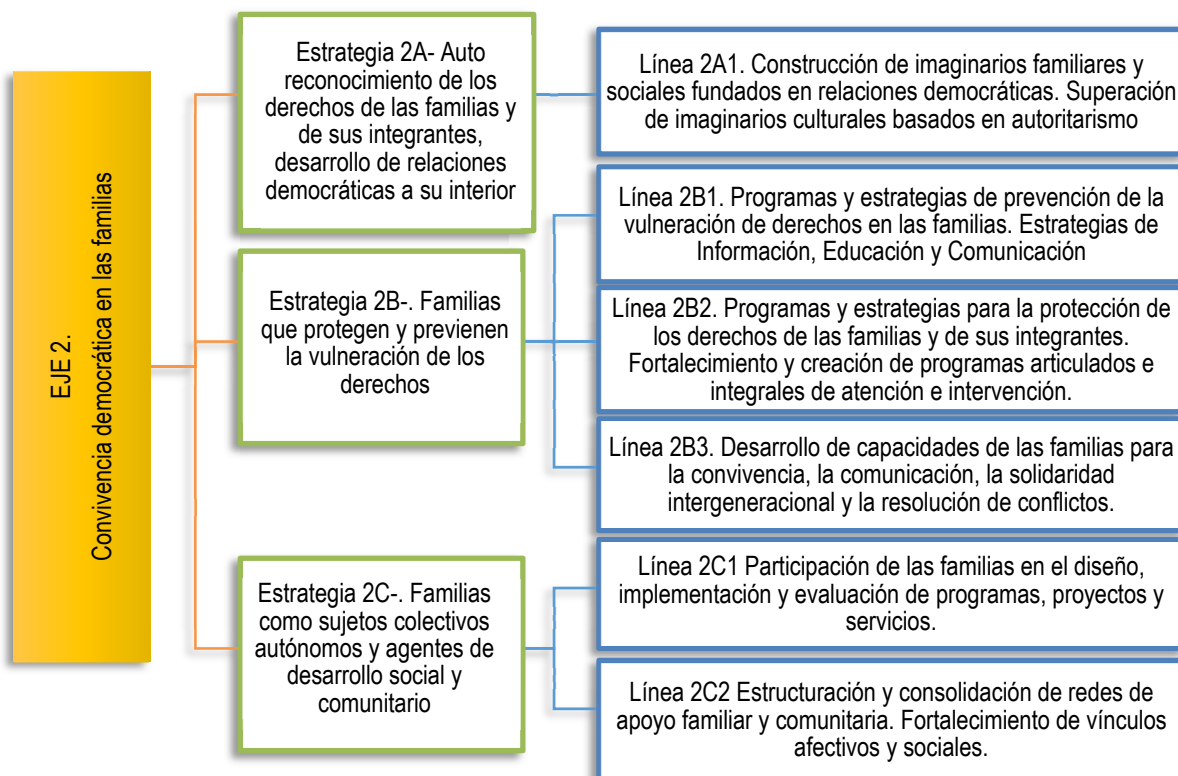 EJE 2.
Convivencia democrática en las familias
Estrategia 2A- Auto
reconocimiento de los
derechos de las familias y
de sus integrantes,
desarrollo de relaciones
democráticas a su interior
Línea 2A1. Construcción de imaginarios familiares y
sociales fundados en relaciones democráticas. Superación
de imaginarios culturales basados en autoritarismo
Estrategia 2B-. Familias
que protegen y previenen
la vulneración de los
derechos
Línea 2B1. Programas y estrategias de prevención de la
vulneración de derechos en las familias. Estrategias de
Información, Educación y Comunicación
Línea 2B2. Programas y estrategias para la protección de
los derechos de las familias y de sus integrantes.
Fortalecimiento y creación de programas articulados e
integrales de atención e intervención.
Línea 2B3. Desarrollo de capacidades de las familias para
la convivencia, la comunicación, la solidaridad
intergeneracional y la resolución de conflictos.
Estrategia 2C-. Familias
como sujetos colectivos
autónomos y agentes de
desarrollo social y
comunitario
Línea 2C1 Participación de las familias en el diseño,
implementación y evaluación de programas, proyectos y
servicios.
Línea 2C2 Estructuración y consolidación de redes de
apoyo familiar y comunitaria. Fortalecimiento de vínculos
afectivos y sociales.